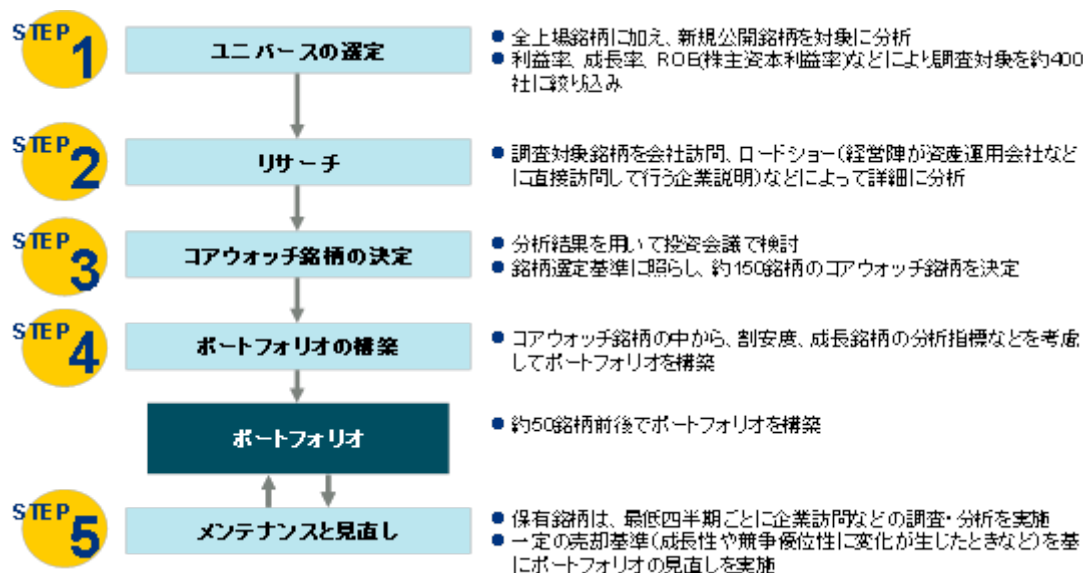 STEP 1
ユニバースの選定
● 全上場銘柄に加え、新規公開銘柄を対象に分析
● 利益率、成長率、ROE(株主資本利益率)などにより調査対象を約400
社に絞り込み
STEP 2
リサーチ
● 調査対象銘柄を会社訪問、ロードショー(経営陣が資産運用会社など
に直接訪問して行う企業説明)などによって詳細に分析
STEP 3
コアウォッチ銘柄の決定
● 分析結果を用いて投資会議で検討
● 銘柄選定基準に照らし、約150銘柄のコアウォッチ銘柄を決定
STEP 4
ポートフォリオの構築
● コアウォッチ銘柄の中から、割安度、成長銘柄の分析指標などを考慮
してポートフォリオを構築
ポートフォリオ
● 約50銘柄前後でポートフォリオを構築
STEP 5
メンテナンスと見直し
● 保有銘柄は、最低四半期ごとに企業訪問などの調査・分析を実施
● 一定の売却基準(成長性や競争優位性に変化が生じたときなど)を基
にポートフォリオの見直しを実施